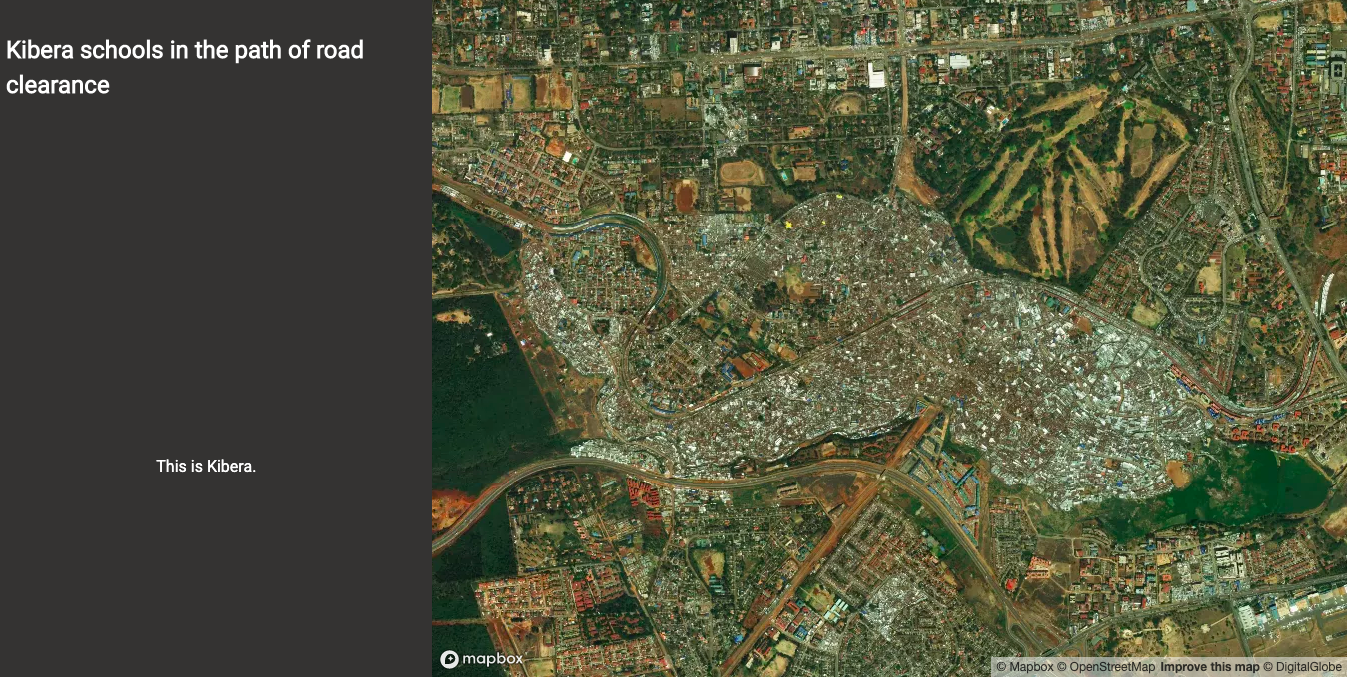 Kibera schools in the path of road
clearance
This is Kibera.
mapbox
© Mapbox © OpenStreetMap Improve this map © DigitalGlobe